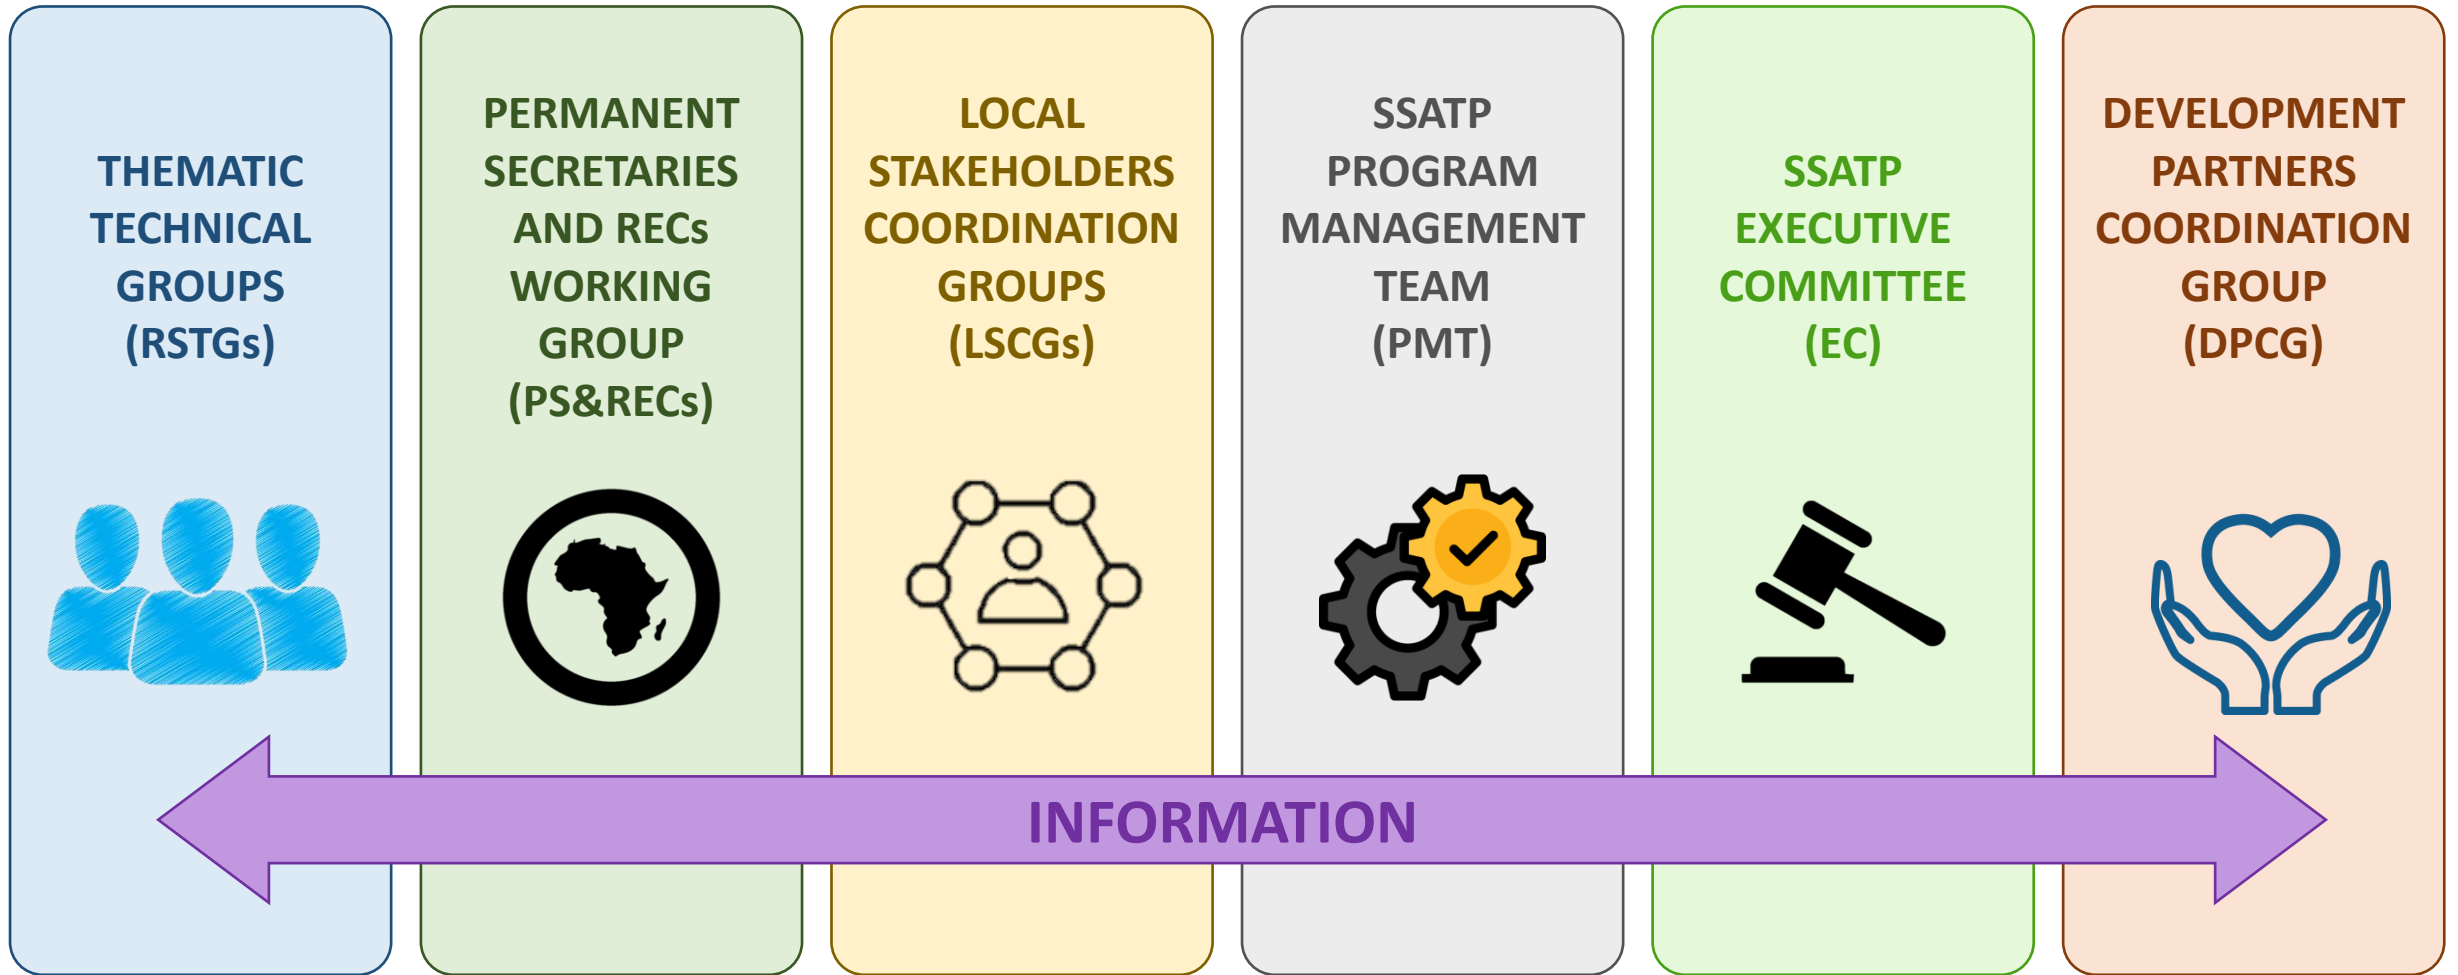 THEMATIC
TECHNICAL
GROUPS
(RSTGs)
PERMANENT
SECRETARIES
AND RECs
WORKING
GROUP
(PS&RECs)
LOCAL
STAKEHOLDERS
COORDINATION
GROUPS
(LSCGs)
SSATP
PROGRAM
MANAGEMENT
TEAM
(PMT)
SSATP
EXECUTIVE
COMMITTEE
(EC)
DEVELOPMENT
PARTNERS
COORDINATION
GROUP
(DPCG)
INFORMATION